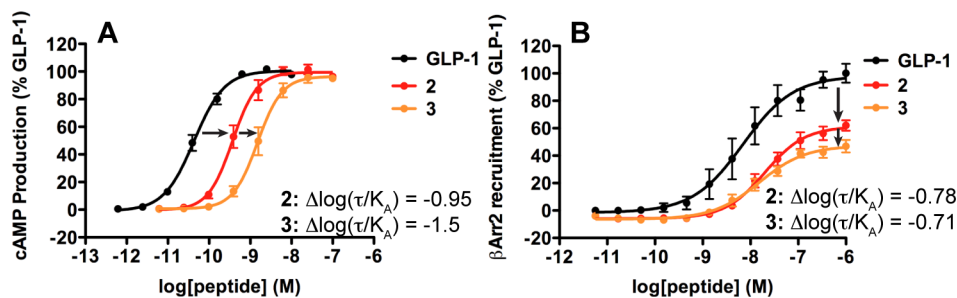 A
cAMP Production (% GLP-1)
120
100
80
60
40
20
0
-20
GLP-1
2
3
2: Δlog(τ/KA) = -0.95
3: Δlog(τ/KA) = -1.5
-13 -12 -11 -10 -9 -8 -7 -6
log[peptide] (M)
B
βArr2 recruitment (% GLP-1)
120
100
80
60
40
20
0
-20
GLP-1
2
3
2: Δlog(τ/KA) = -0.78
3: Δlog(τ/KA) = -0.71
-12 -11 -10 -9 -8 -7 -6
log[peptide] (M)